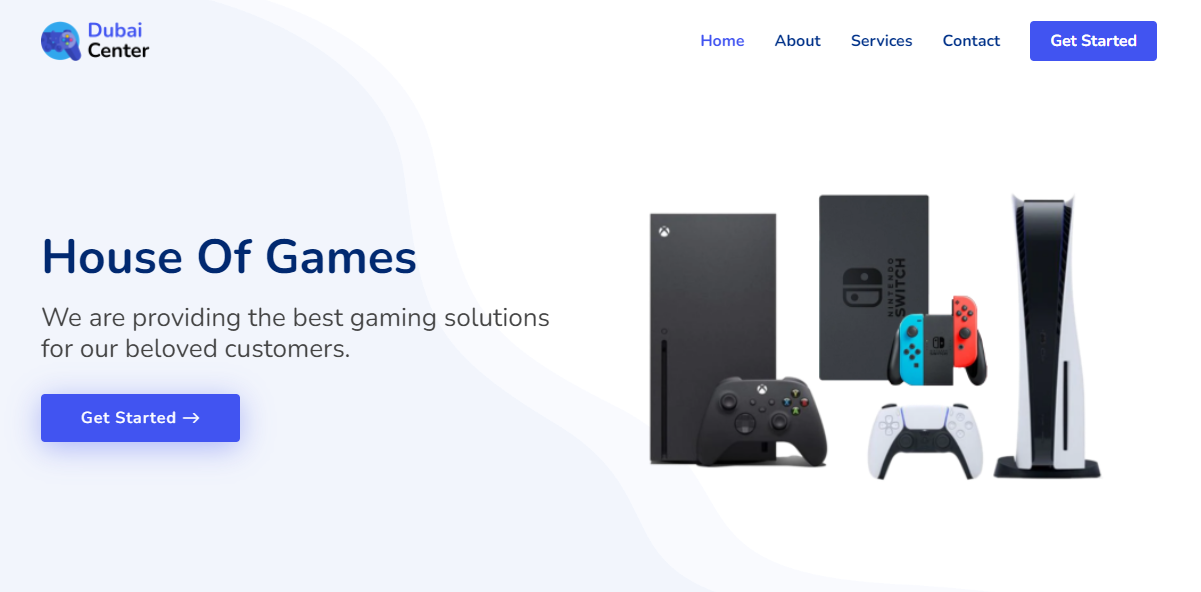 Dubai
Center
Home
About
Services
Contact
Get Started
House Of Games
We are providing the best gaming solutions
for our beloved customers.
Get Started →
NINTENDO
SWITCH